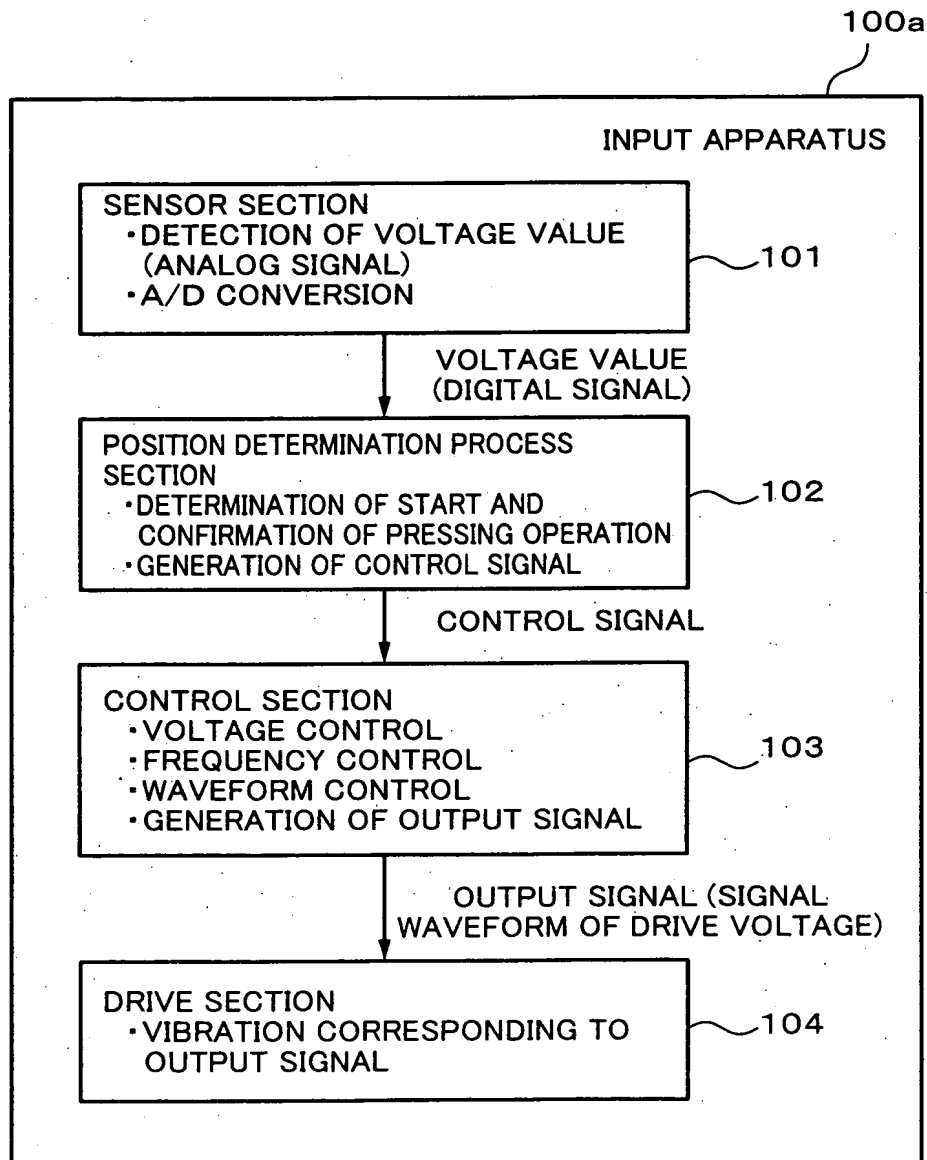 100a
INPUT APPARATUS
SENSOR SECTION
・DETECTION OF VOLTAGE VALUE
(ANALOG SIGNAL)
・A/D CONVERSION
101
VOLTAGE VALUE
(DIGITAL SIGNAL)
POSITION DETERMINATION PROCESS
SECTION
・DETERMINATION OF START AND
CONFIRMATION OF PRESSING OPERATION
・GENERATION OF CONTROL SIGNAL
102
CONTROL SIGNAL
CONTROL SECTION
・VOLTAGE CONTROL
・FREQUENCY CONTROL
・WAVEFORM CONTROL
・GENERATION OF OUTPUT SIGNAL
103
OUTPUT SIGNAL (SIGNAL
WAVEFORM OF DRIVE VOLTAGE)
DRIVE SECTION
・VIBRATION CORRESPONDING TO
OUTPUT SIGNAL
104